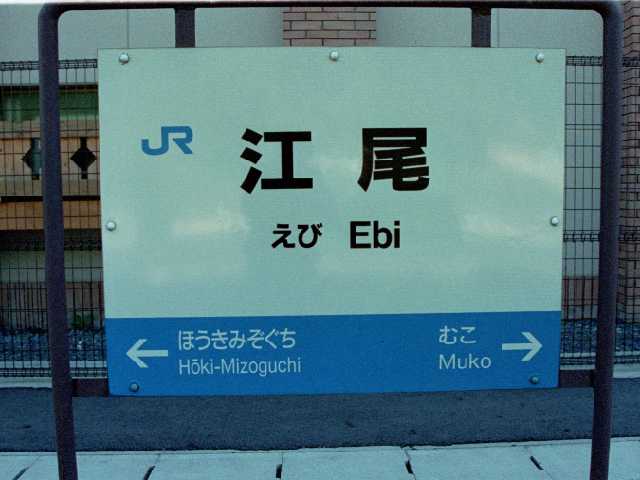 JR
江尾
えび Ebi
← ほうきみぞぐち
Hōki-Mizoguchi
むこ →
Muko